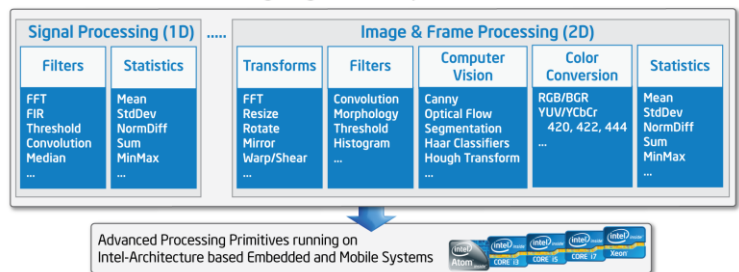 Signal Processing (1D)
.....
Image & Frame Processing (2D)
Filters
FFT
FIR
Threshold
Convolution
Median
...
Statistics
Mean
StdDev
NormDiff
Sum
MinMax
...
Transforms
FFT
Resize
Rotate
Mirror
Warp/Shear
...
Filters
Convolution
Morphology
Threshold
Histogram
...
Computer
Vision
Canny
Optical Flow
Segmentation
Haar Classifiers
Hough Transform
...
Color
Conversion
RGB/BGR
YUV/YCbCr
420, 422, 444
...
Statistics
Mean
StdDev
NormDiff
Sum
MinMax
...
Advanced Processing Primitives running on
Intel-Architecture based Embedded and Mobile Systems
intel
Atom
intel
CORE i3
intel
CORE i5
intel
CORE i7
intel
Xeon